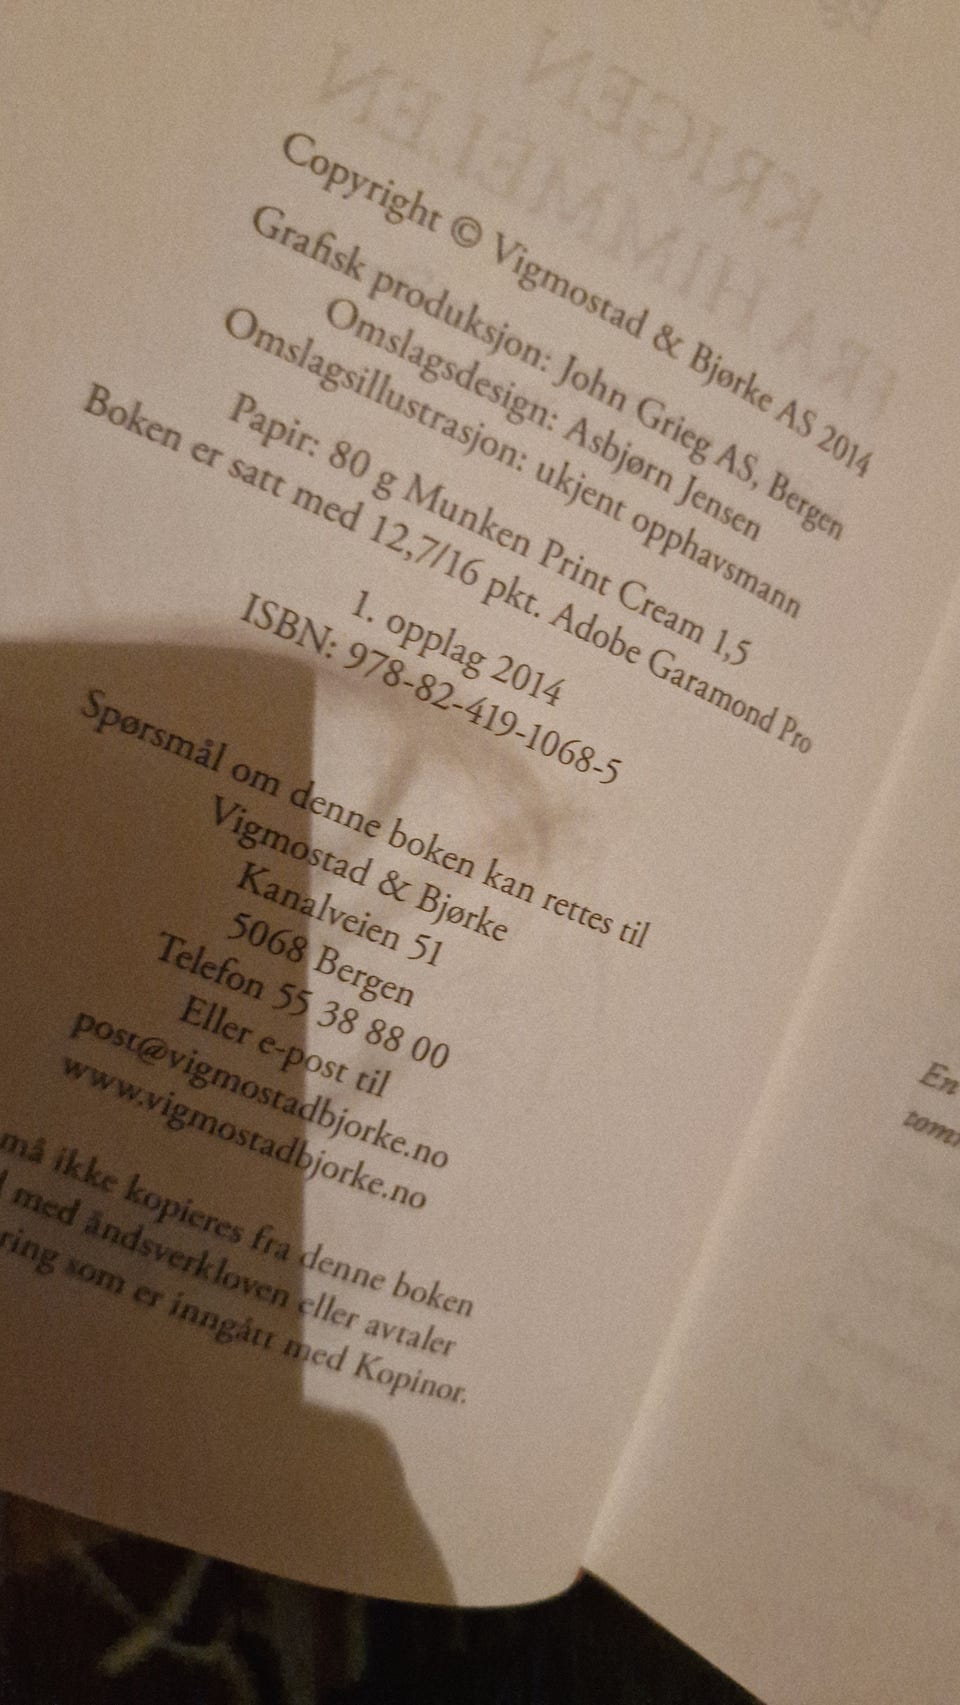 KRIGEN
FRA HIMMELEN
Copyright © Vigmostad & Bjørke AS 2014
Grafisk produksjon: John Grieg AS, Bergen
Omslagsdesign: Asbjørn Jensen
Omslagsillustrasjon: ukjent opphavsmann
Papir: 80 g Munken Print Cream 1,5
Boken er satt med 12,7/16 pkt. Adobe Garamond Pro
1. opplag 2014
ISBN: 978-82-419-1068-5
Spørsmål om denne boken kan rettes til
Vigmostad & Bjørke
Kanalveien 51
5068 Bergen
Telefon 55 38 88 00
Eller e-post til
post@vigmostadbjorke.no
www.vigmostadbjorke.no
må ikke kopieres fra denne boken
med åndsverkloven eller avtaler
ring som er inngått med Kopinor.
En